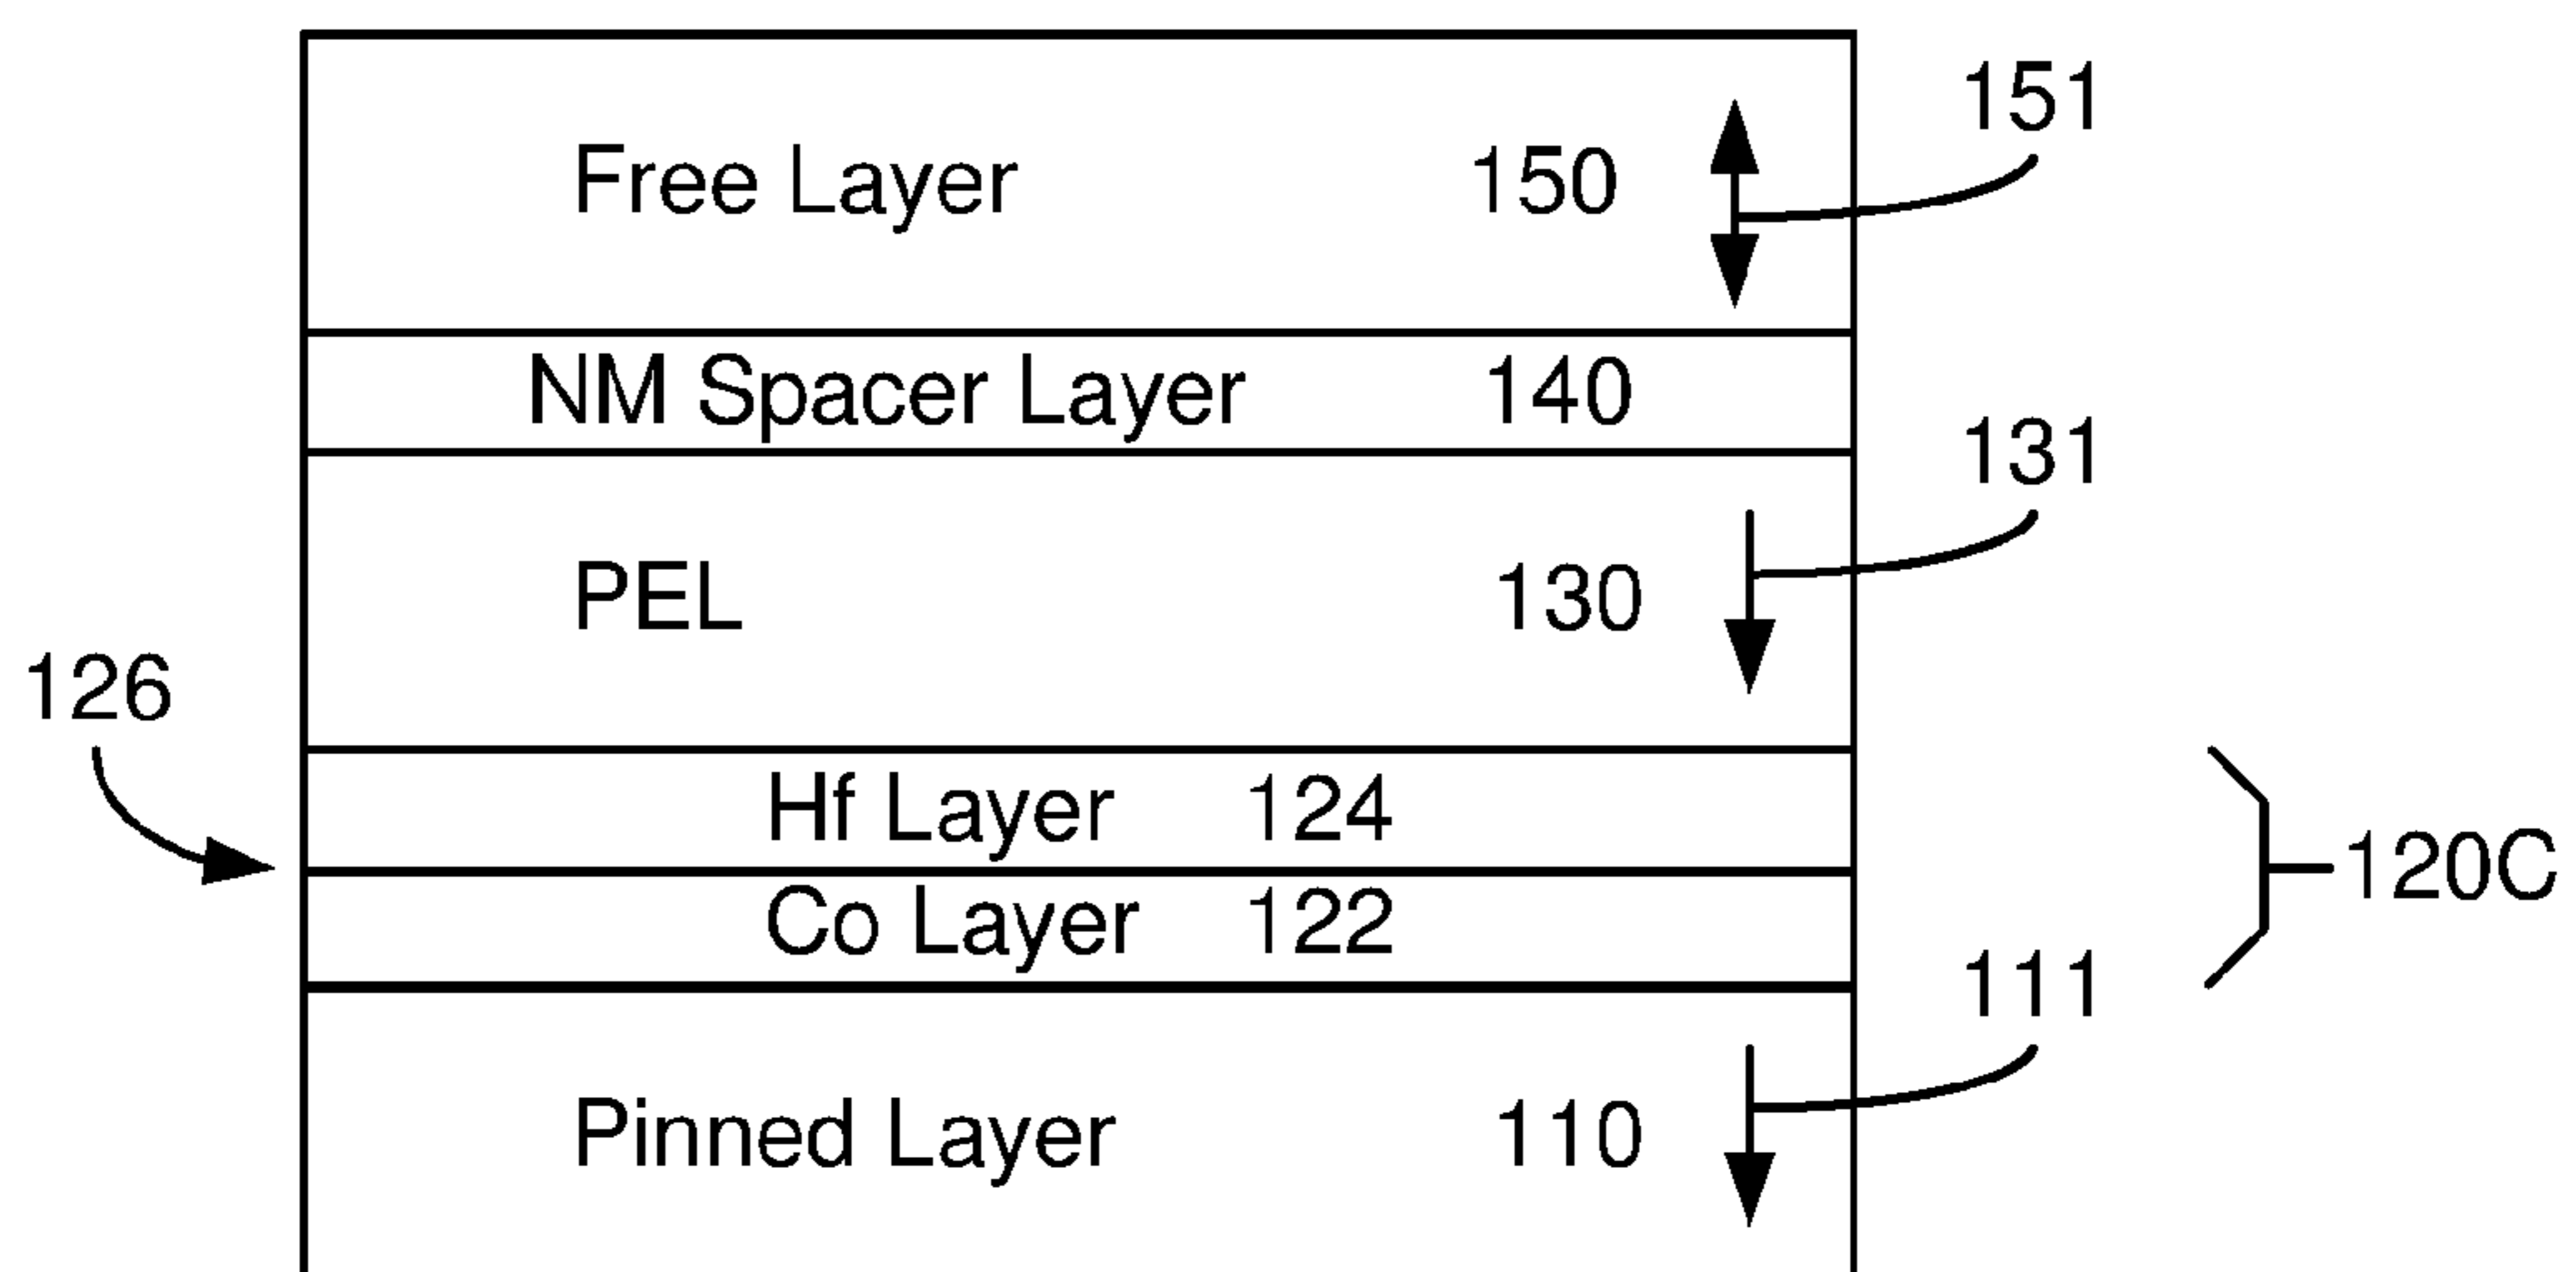 151
Free Layer 150
NM Spacer Layer 140
131
PEL 130
126
Hf Layer 124
120C
Co Layer 122
111
Pinned Layer 110